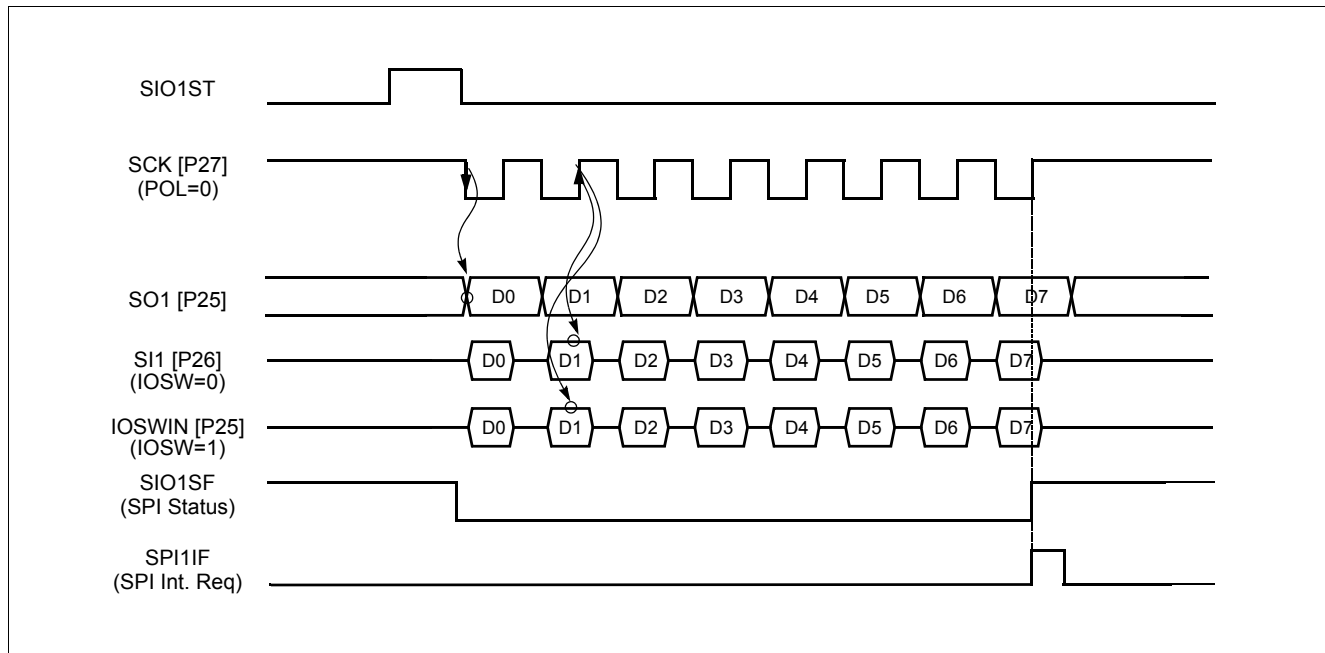 SIO1ST
SCK [P27]
(POL=0)
SO1 [P25]
D0 D1 D2 D3 D4 D5 D6 D7
SI1 [P26]
(IOSW=0)
D0 D1 D2 D3 D4 D5 D6 D7
IOSWIN [P25]
(IOSW=1)
D0 D1 D2 D3 D4 D5 D6 D7
SIO1SF
(SPI Status)
SPI1IF
(SPI Int. Req)